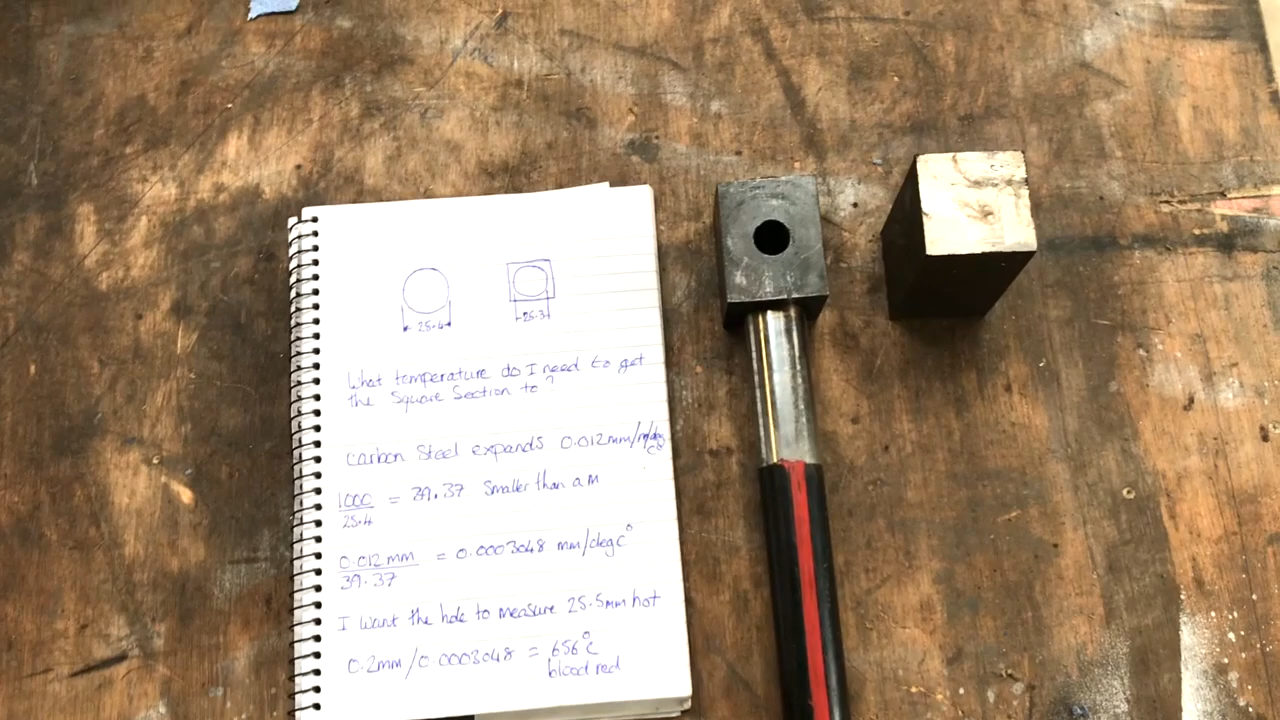 25.4
25.3
What temperature do I need to get
the Square Section to?
Carbon Steel expands 0.012mm/m/deg
C°
1000
25.4
= 39.37 Smaller than a M
0.012mm
39.37
= 0.0003048 mm/deg C°
I want the hole to measure 25.5mm hot
0.2mm/0.0003048 = 656°C
blood red